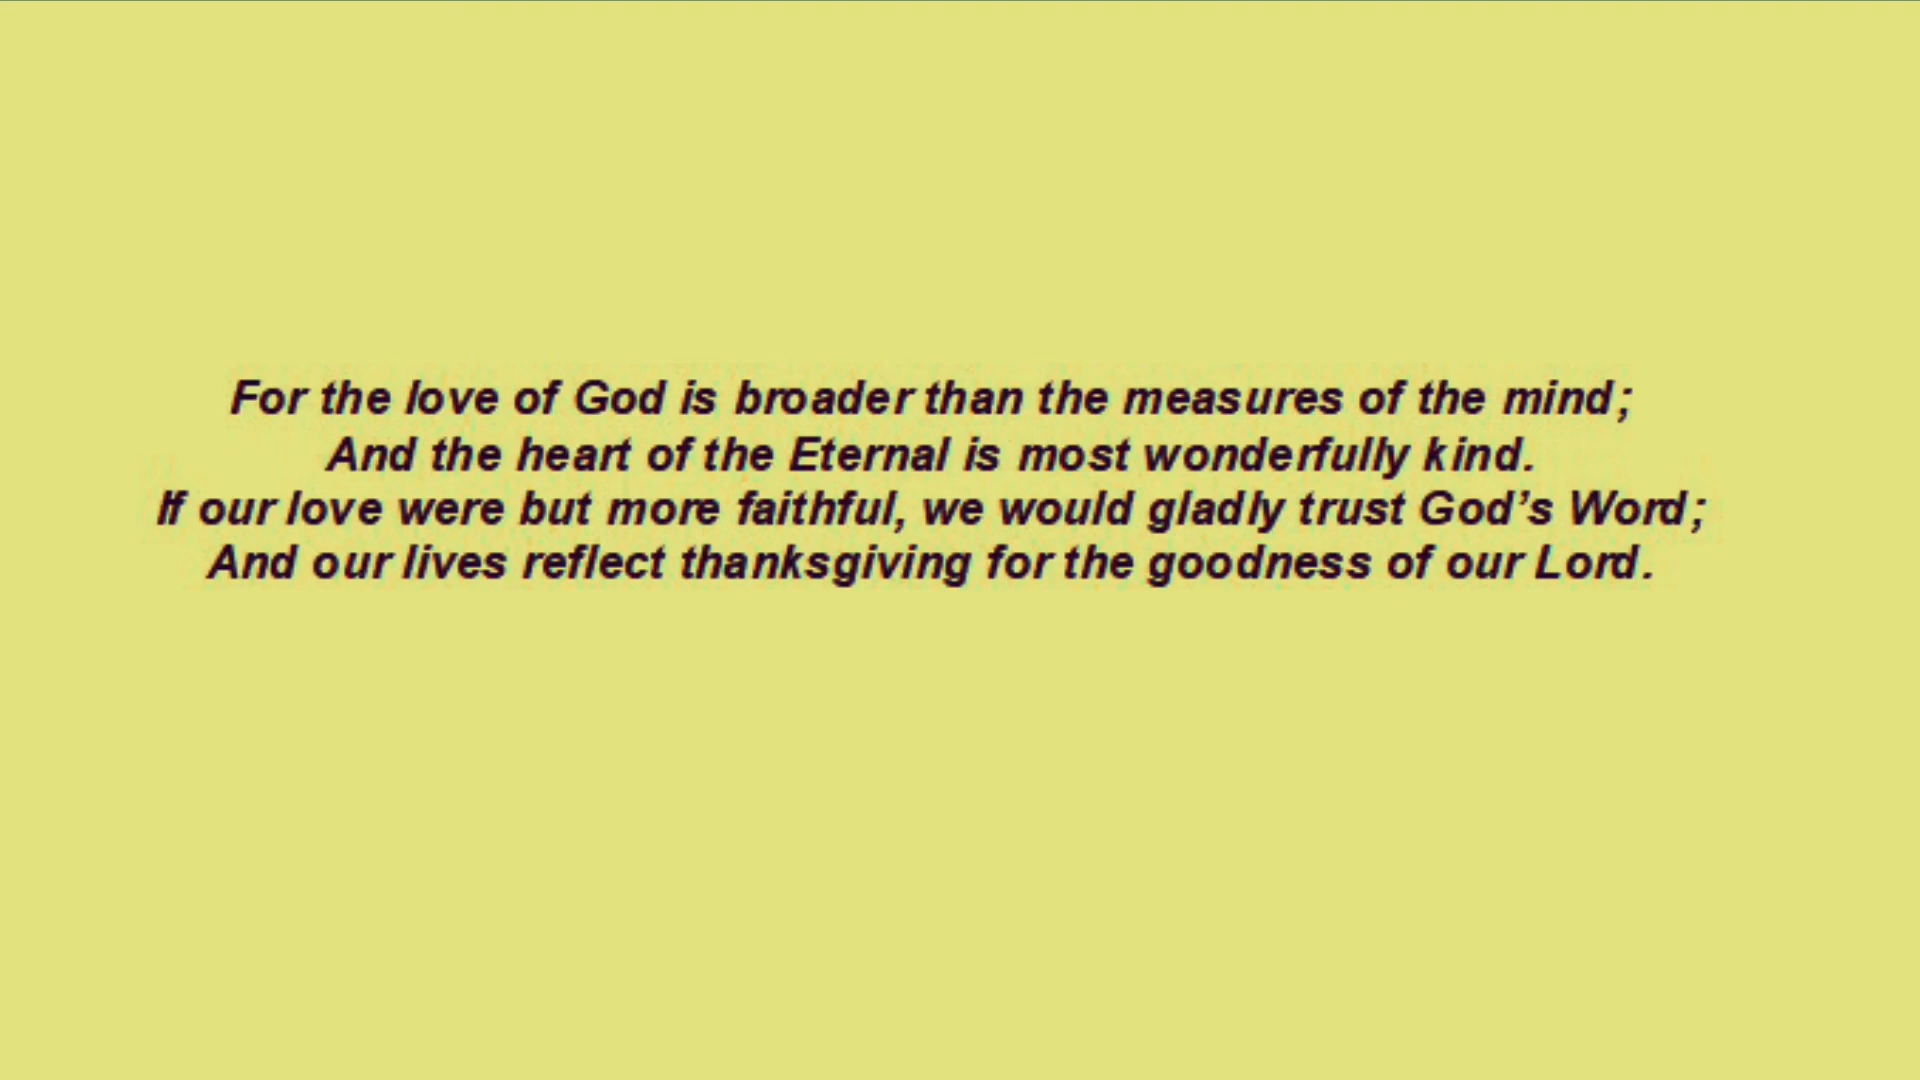 For the love of God is broader than the measures of the mind;
And the heart of the Eternal is most wonderfully kind.
If our love were but more faithful, we would gladly trust God’s Word;
And our lives reflect thanksgiving for the goodness of our Lord.